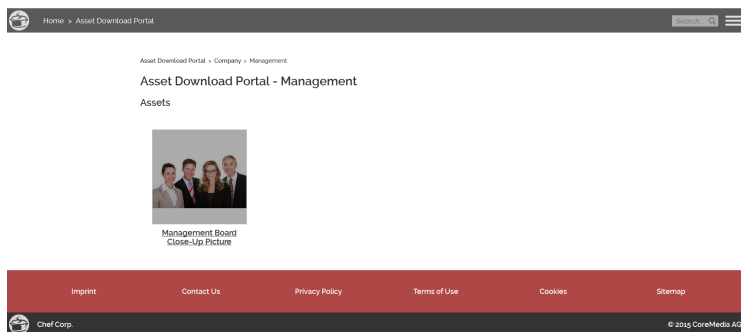 Home > Asset Download Portal
Search...
Asset Download Portal > Company > Management
Asset Download Portal - Management
Assets
Management Board
Close-Up Picture
Imprint
Contact Us
Privacy Policy
Terms of Use
Cookies
Sitemap
Chef Corp.
© 2015 CoreMedia AG